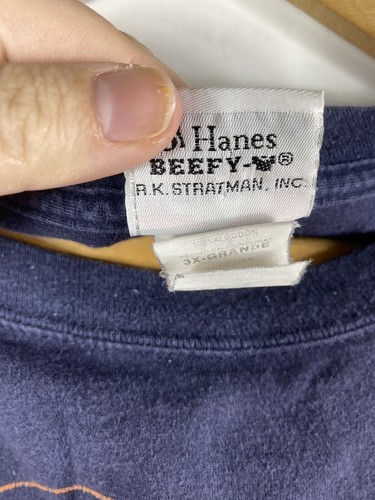 Hanes
BEEFY-T®
R.K. STRATMAN, INC.
3X-GRANDE